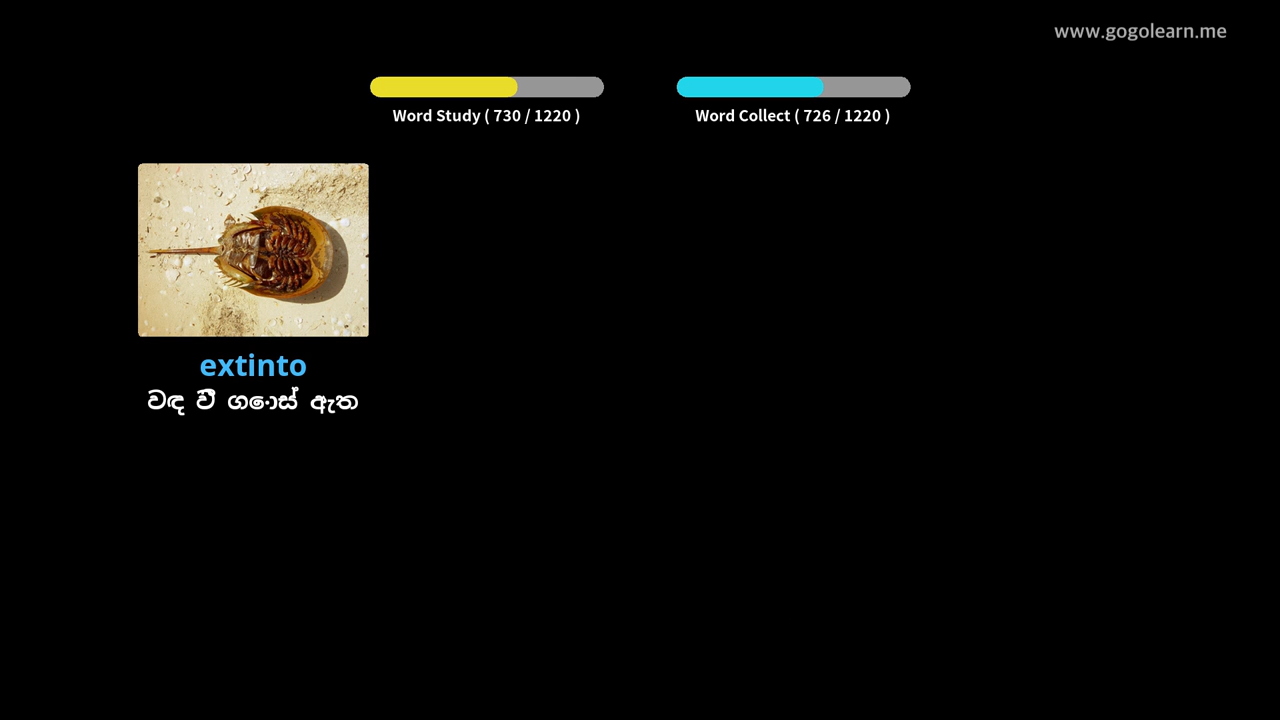 www.gogolearn.me
Word Study ( 730 / 1220 )
Word Collect ( 726 / 1220 )
extinto
වඳ වී ගොස් ඇත